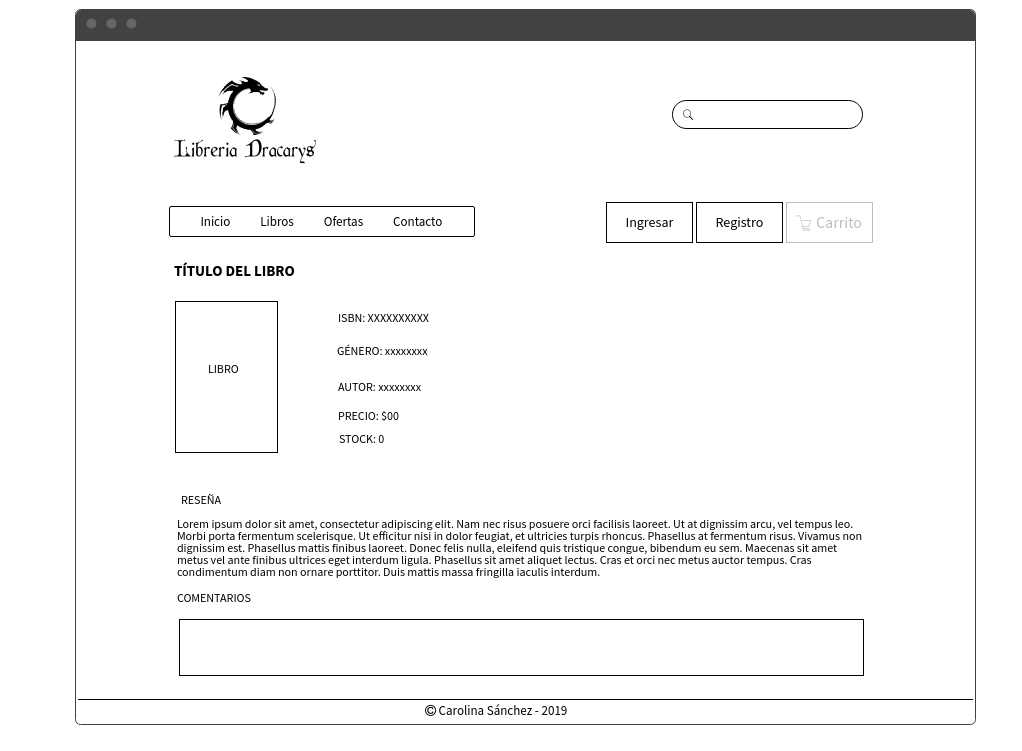 Libreria Dracarys
Inicio Libros Ofertas Contacto
Ingresar Registro Carrito
TÍTULO DEL LIBRO
LIBRO
ISBN: XXXXXXXXXX
GÉNERO: xxxxxxxx
AUTOR: xxxxxxxx
PRECIO: $00
STOCK: 0
RESEÑA
Lorem ipsum dolor sit amet, consectetur adipiscing elit. Nam nec risus posuere orci facilisis laoreet. Ut at dignissim arcu, vel tempus leo.
Morbi porta fermentum scelerisque. Ut efficitur nisi in dolor feugiat, et ultricies turpis rhoncus. Phasellus at fermentum risus. Vivamus non
dignissim est. Phasellus mattis finibus laoreet. Donec felis nulla, eleifend quis tristique congue, bibendum eu sem. Maecenas sit amet
metus vel ante finibus ultrices eget interdum ligula. Phasellus sit amet aliquet lectus. Cras et orci nec metus auctor tempus. Cras
condimentum diam non ornare porttitor. Duis mattis massa fringilla iaculis interdum.
COMENTARIOS
© Carolina Sánchez - 2019